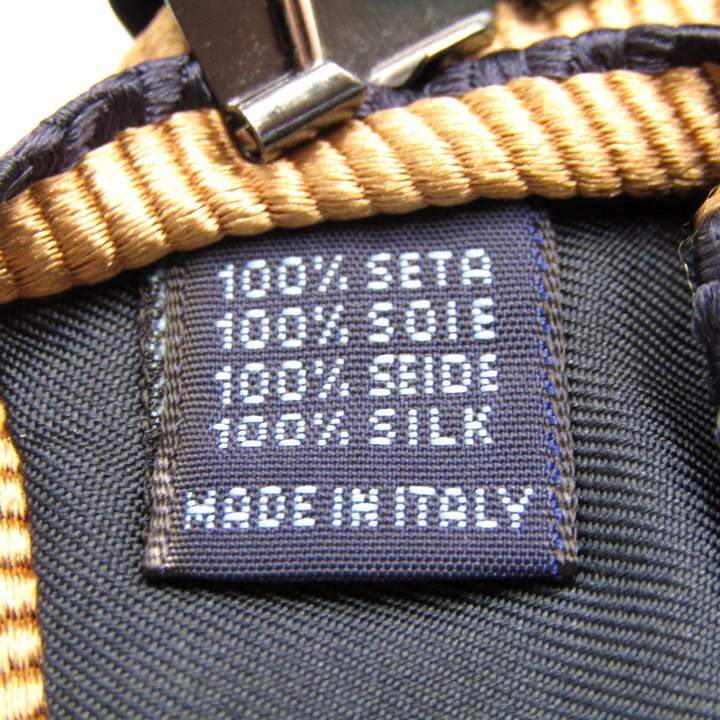 100% SETA
100% SOIE
100% SEIDE
100% SILK
MADE IN ITALY